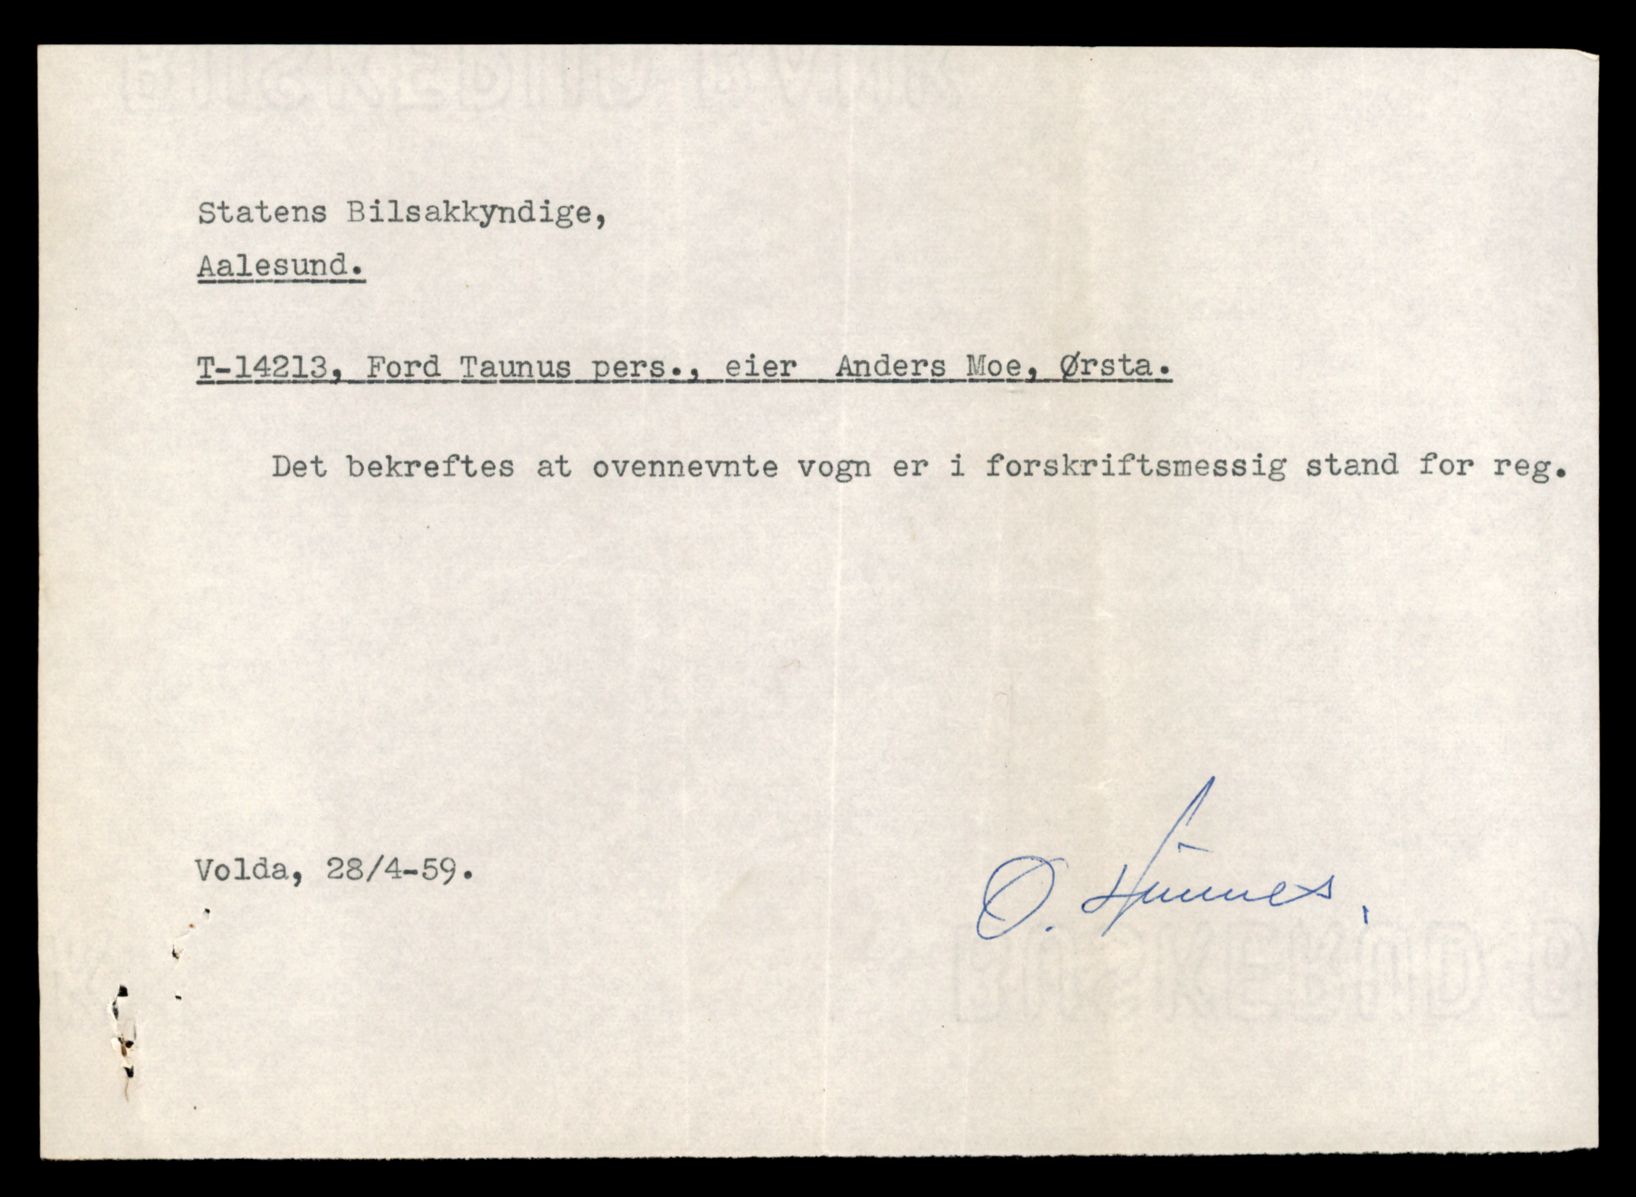 Statens Bilsakkyndige,
Aalesund.
T-14213, Ford Taunus pers., eier Anders Moe, Ørsta.
Det bekreftes at ovennevnte vogn er i forskriftsmessig stand for reg.
Volda, 28/4-59.
O.